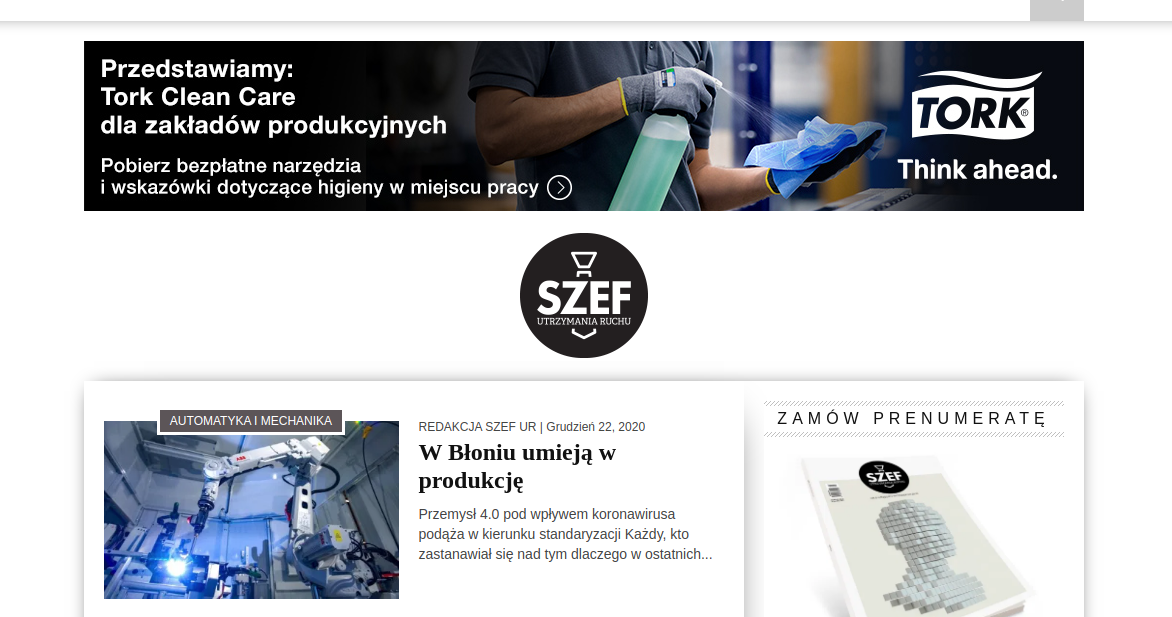 Przedstawiamy:
Tork Clean Care
dla zakładów produkcyjnych
Pobierz bezpłatne narzędzia
i wskazówki dotyczące higieny w miejscu pracy
TORK®
Think ahead.
SZEF
UTRZYMANIA RUCHU
AUTOMATYKA I MECHANIKA
ABB
REDAKCJA SZEF UR | Grudzień 22, 2020
W Błoniu umieją w
produkcję
Przemysł 4.0 pod wpływem koronawirusa
podąża w kierunku standaryzacji Każdy, kto
zastanawiał się nad tym dlaczego w ostatnich...
ZAMÓW PRENUMERATĘ
SZEF